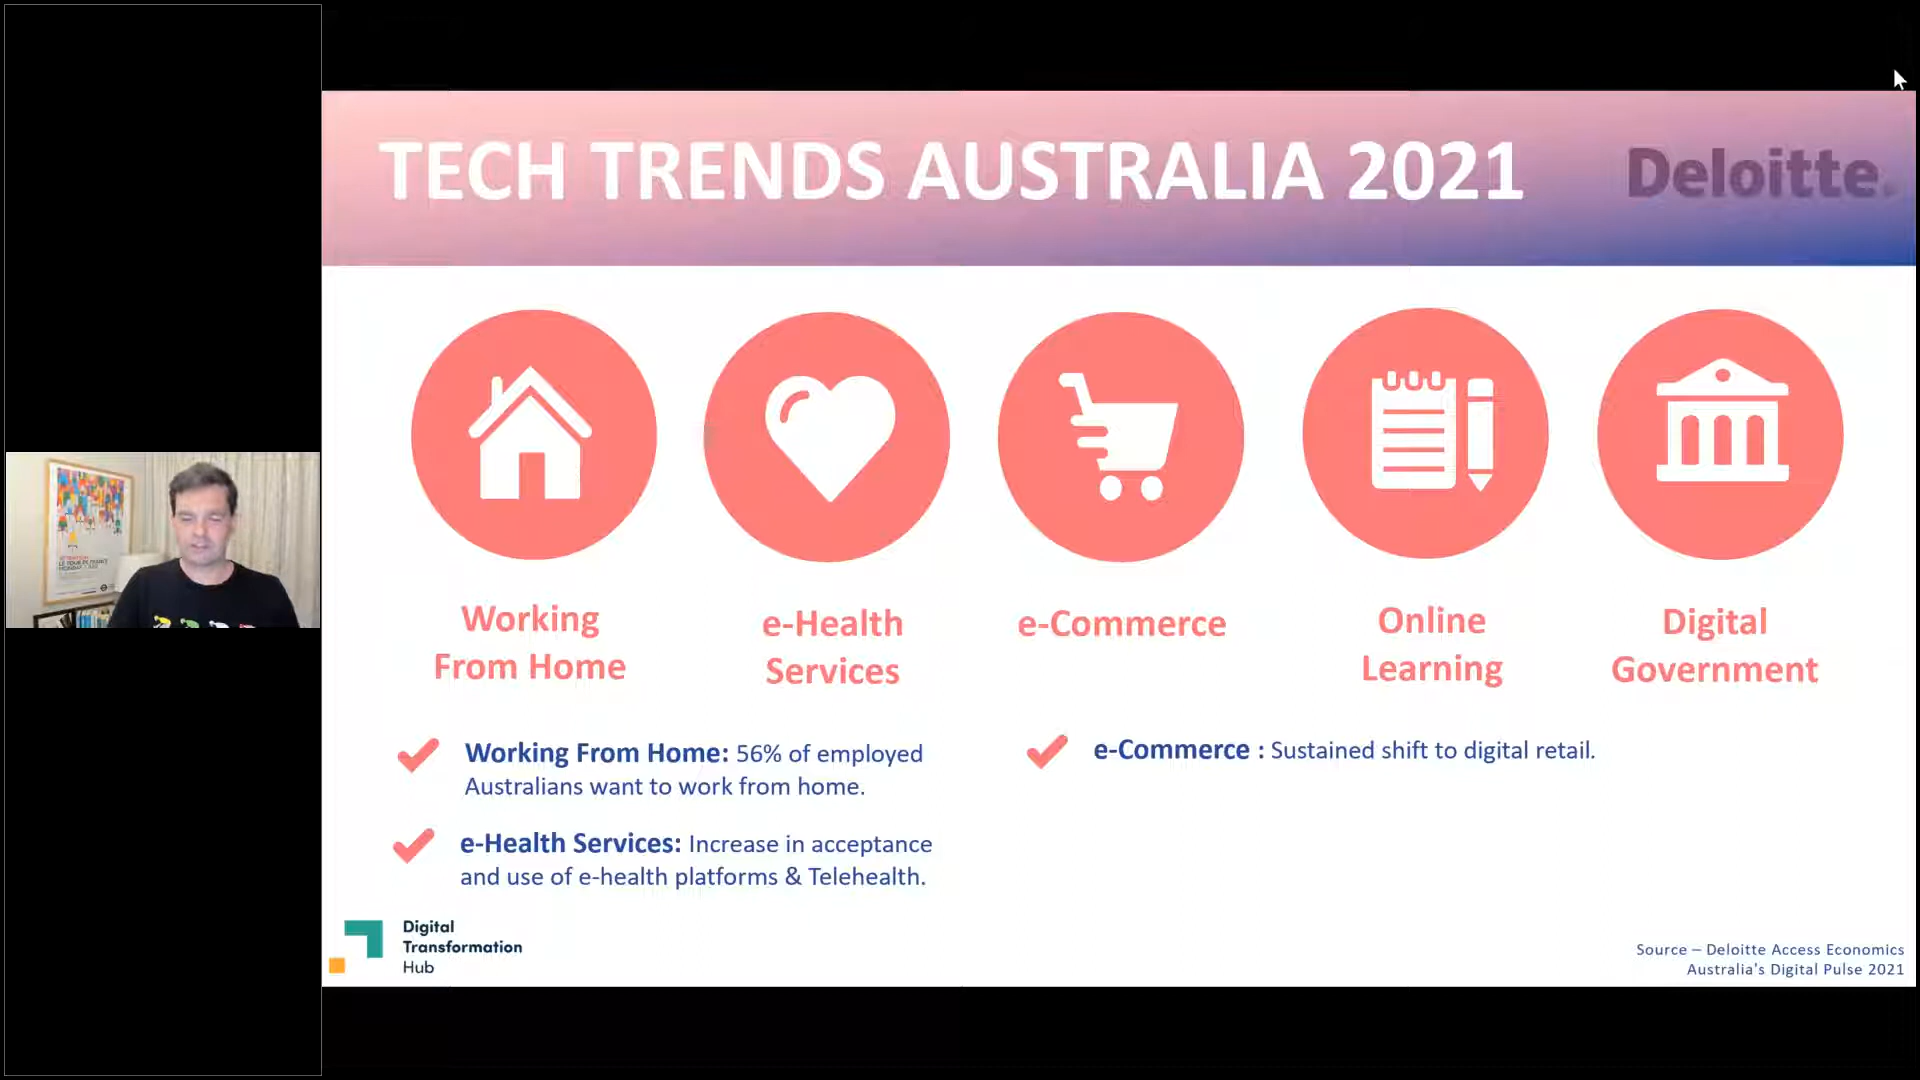 TECH TRENDS AUSTRALIA 2021
Deloitte.
Working
From Home
e-Health
Services
e-Commerce
Online
Learning
Digital
Government
Working From Home: 56% of employed
Australians want to work from home.
e-Health Services: Increase in acceptance
and use of e-health platforms & Telehealth.
e-Commerce : Sustained shift to digital retail.
Digital
Transformation
Hub
Source – Deloitte Access Economics
Australia's Digital Pulse 2021